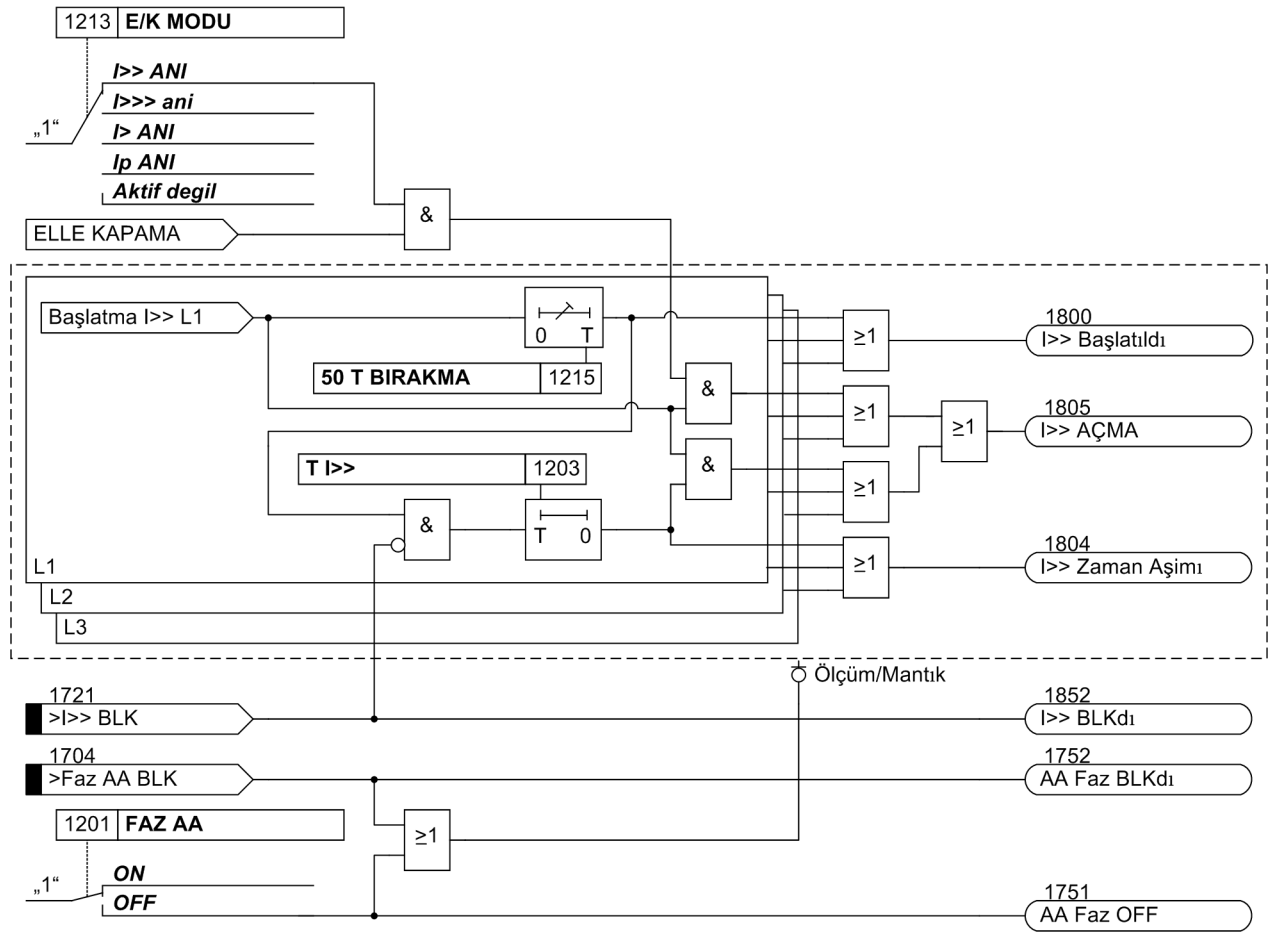 1213 E/K MODU
I>> ANI
I>>> ani
„1“
I> ANI
Ip ANI
Aktif degil
&
ELLE KAPAMA
Başlatma I>> L1
0 T
≥1
1800
I>> Başlatıldı
50 T BIRAKMA 1215
&
≥1
≥1
1805
I>> AÇMA
T I>> 1203
&
≥1
&
T 0
≥1
1804
I>> Zaman Aşimı
L1
L2
L3
Ölçüm/Mantık
1721
>I>> BLK
1852
I>> BLKdı
1704
>Faz AA BLK
1752
AA Faz BLKdı
1201 FAZ AA
≥1
„1“
ON
OFF
1751
AA Faz OFF